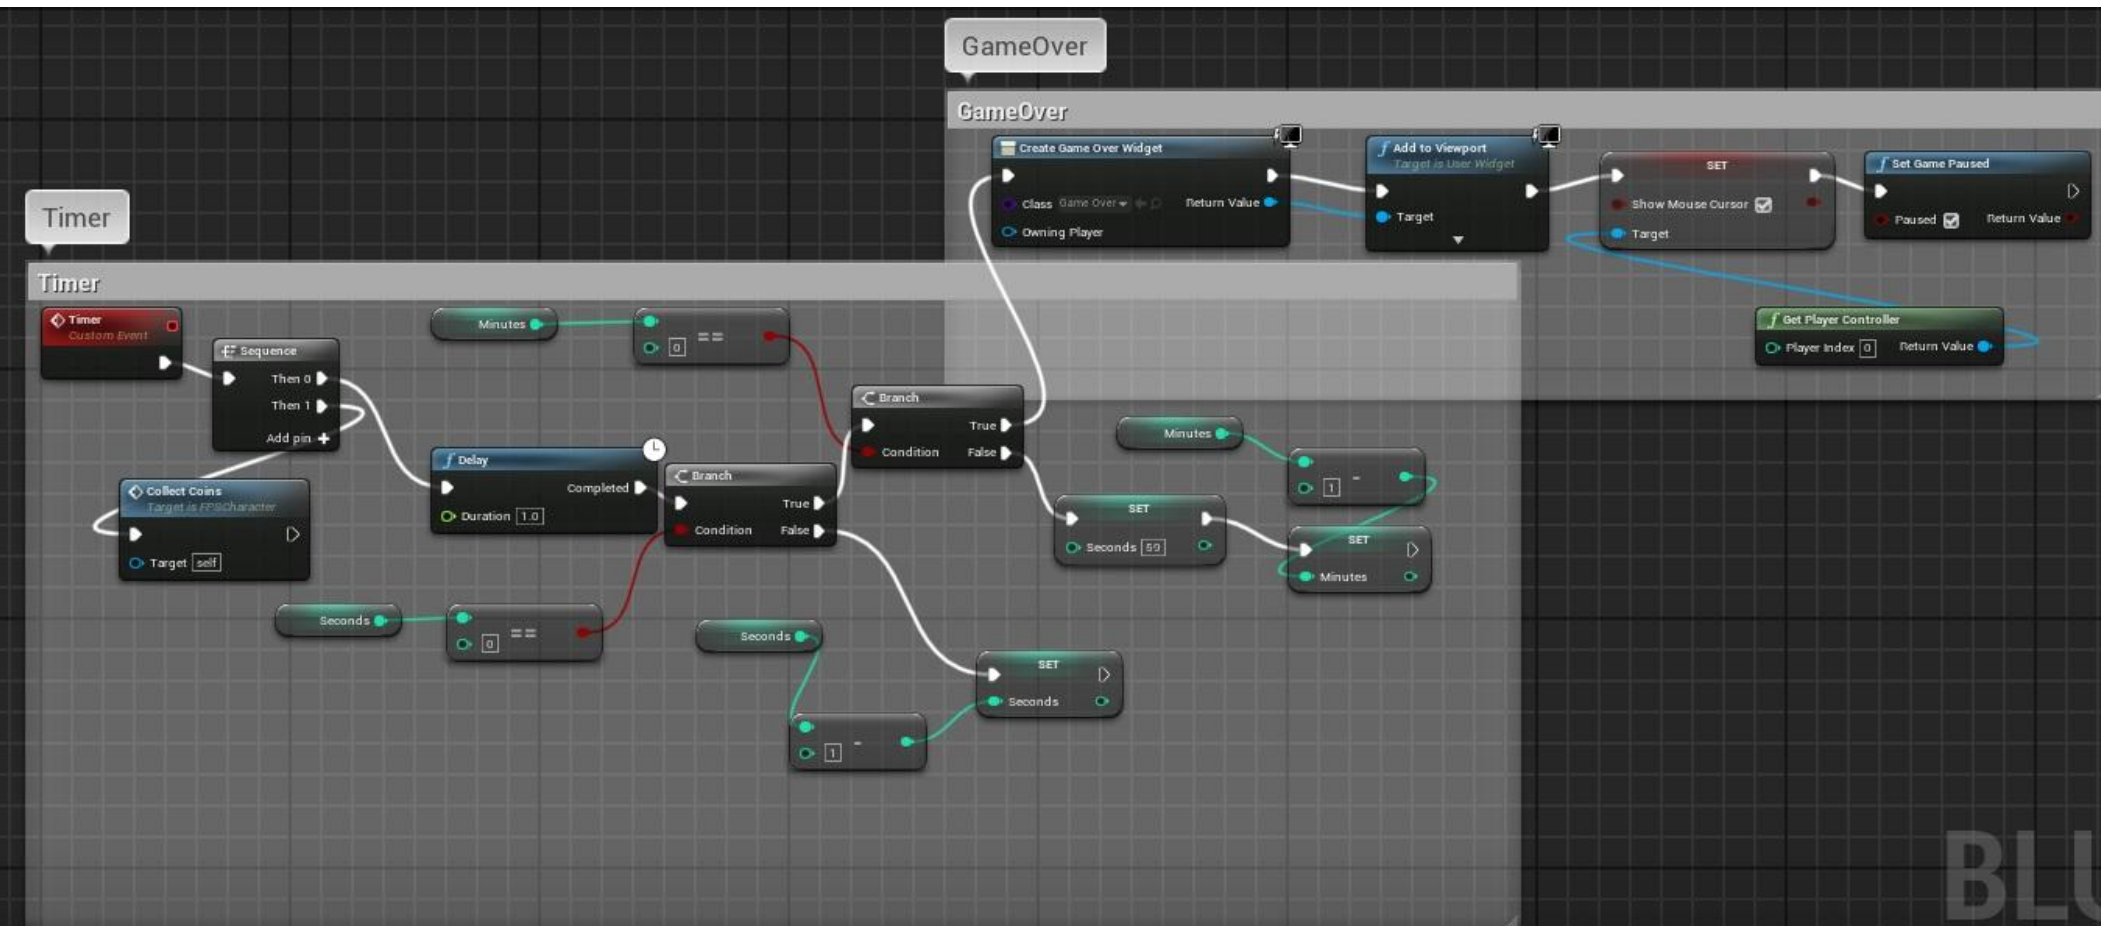 GameOver
GameOver
Create Game Over Widget
Class Game Over Return Value
Owning Player
Add to Viewport
Target is User Widget
Target
SET
Show Mouse Cursor
Target
Set Game Paused
Paused Return Value
Get Player Controller
Player Index 0 Return Value
Timer
Timer
Timer
Custom Event
Sequence
Then 0
Then 1
Add pin +
Collect Coins
Target is FPSCharacter
Target self
Minutes
==
0
Delay
Completed
Duration 1.0
Branch
True
Condition False
Branch
True
Condition False
Seconds
==
0
Seconds
-
1
SET
Seconds
Minutes
-
1
SET
Seconds 59
SET
Minutes
BLU